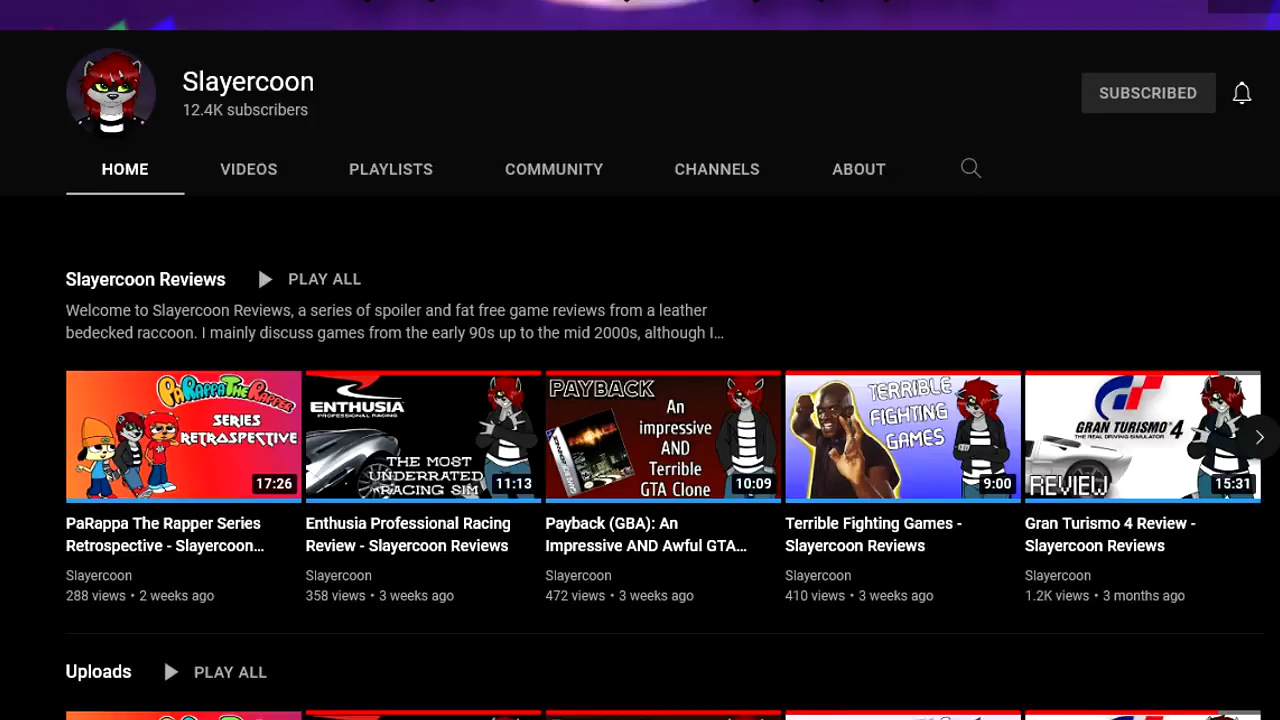 Slayercoon
12.4K subscribers
SUBSCRIBED
HOME
VIDEOS
PLAYLISTS
COMMUNITY
CHANNELS
ABOUT
Slayercoon Reviews
PLAY ALL
Welcome to Slayercoon Reviews, a series of spoiler and fat free game reviews from a leather
bedecked raccoon. I mainly discuss games from the early 90s up to the mid 2000s, although I…
PARAPPA THE RAPPER
SERIES
RETROSPECTIVE
17:26
ENTHUSIA
PROFESSIONAL RACING
THE MOST
UNDERRATED
RACING SIM
11:13
PAYBACK
An
impressive
AND
Terrible
GTA Clone
10:09
TERRIBLE
FIGHTING
GAMES
9:00
GRAN TURISMO 4
THE REAL DRIVING SIMULATOR
REVIEW
15:31
PaRappa The Rapper Series
Retrospective - Slayercoon…
Slayercoon
288 views • 2 weeks ago
Enthusia Professional Racing
Review - Slayercoon Reviews
Slayercoon
358 views • 3 weeks ago
Payback (GBA): An
Impressive AND Awful GTA…
Slayercoon
472 views • 3 weeks ago
Terrible Fighting Games -
Slayercoon Reviews
Slayercoon
410 views • 3 weeks ago
Gran Turismo 4 Review -
Slayercoon Reviews
Slayercoon
1.2K views • 3 months ago
Uploads
PLAY ALL